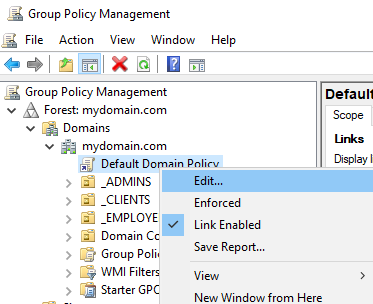 Group Policy Management
File Action View Window Help
Group Policy Management
Forest: mydomain.com
Domains
mydomain.com
Default Domain Policy
_ADMINS
_CLIENTS
_EMPLOYE
Domain Co
Group Polic
WMI Filters
Starter GPC
Default
Scope
Links
Display l
Edit...
Enforced
Link Enabled
Save Report...
View
New Window from Here